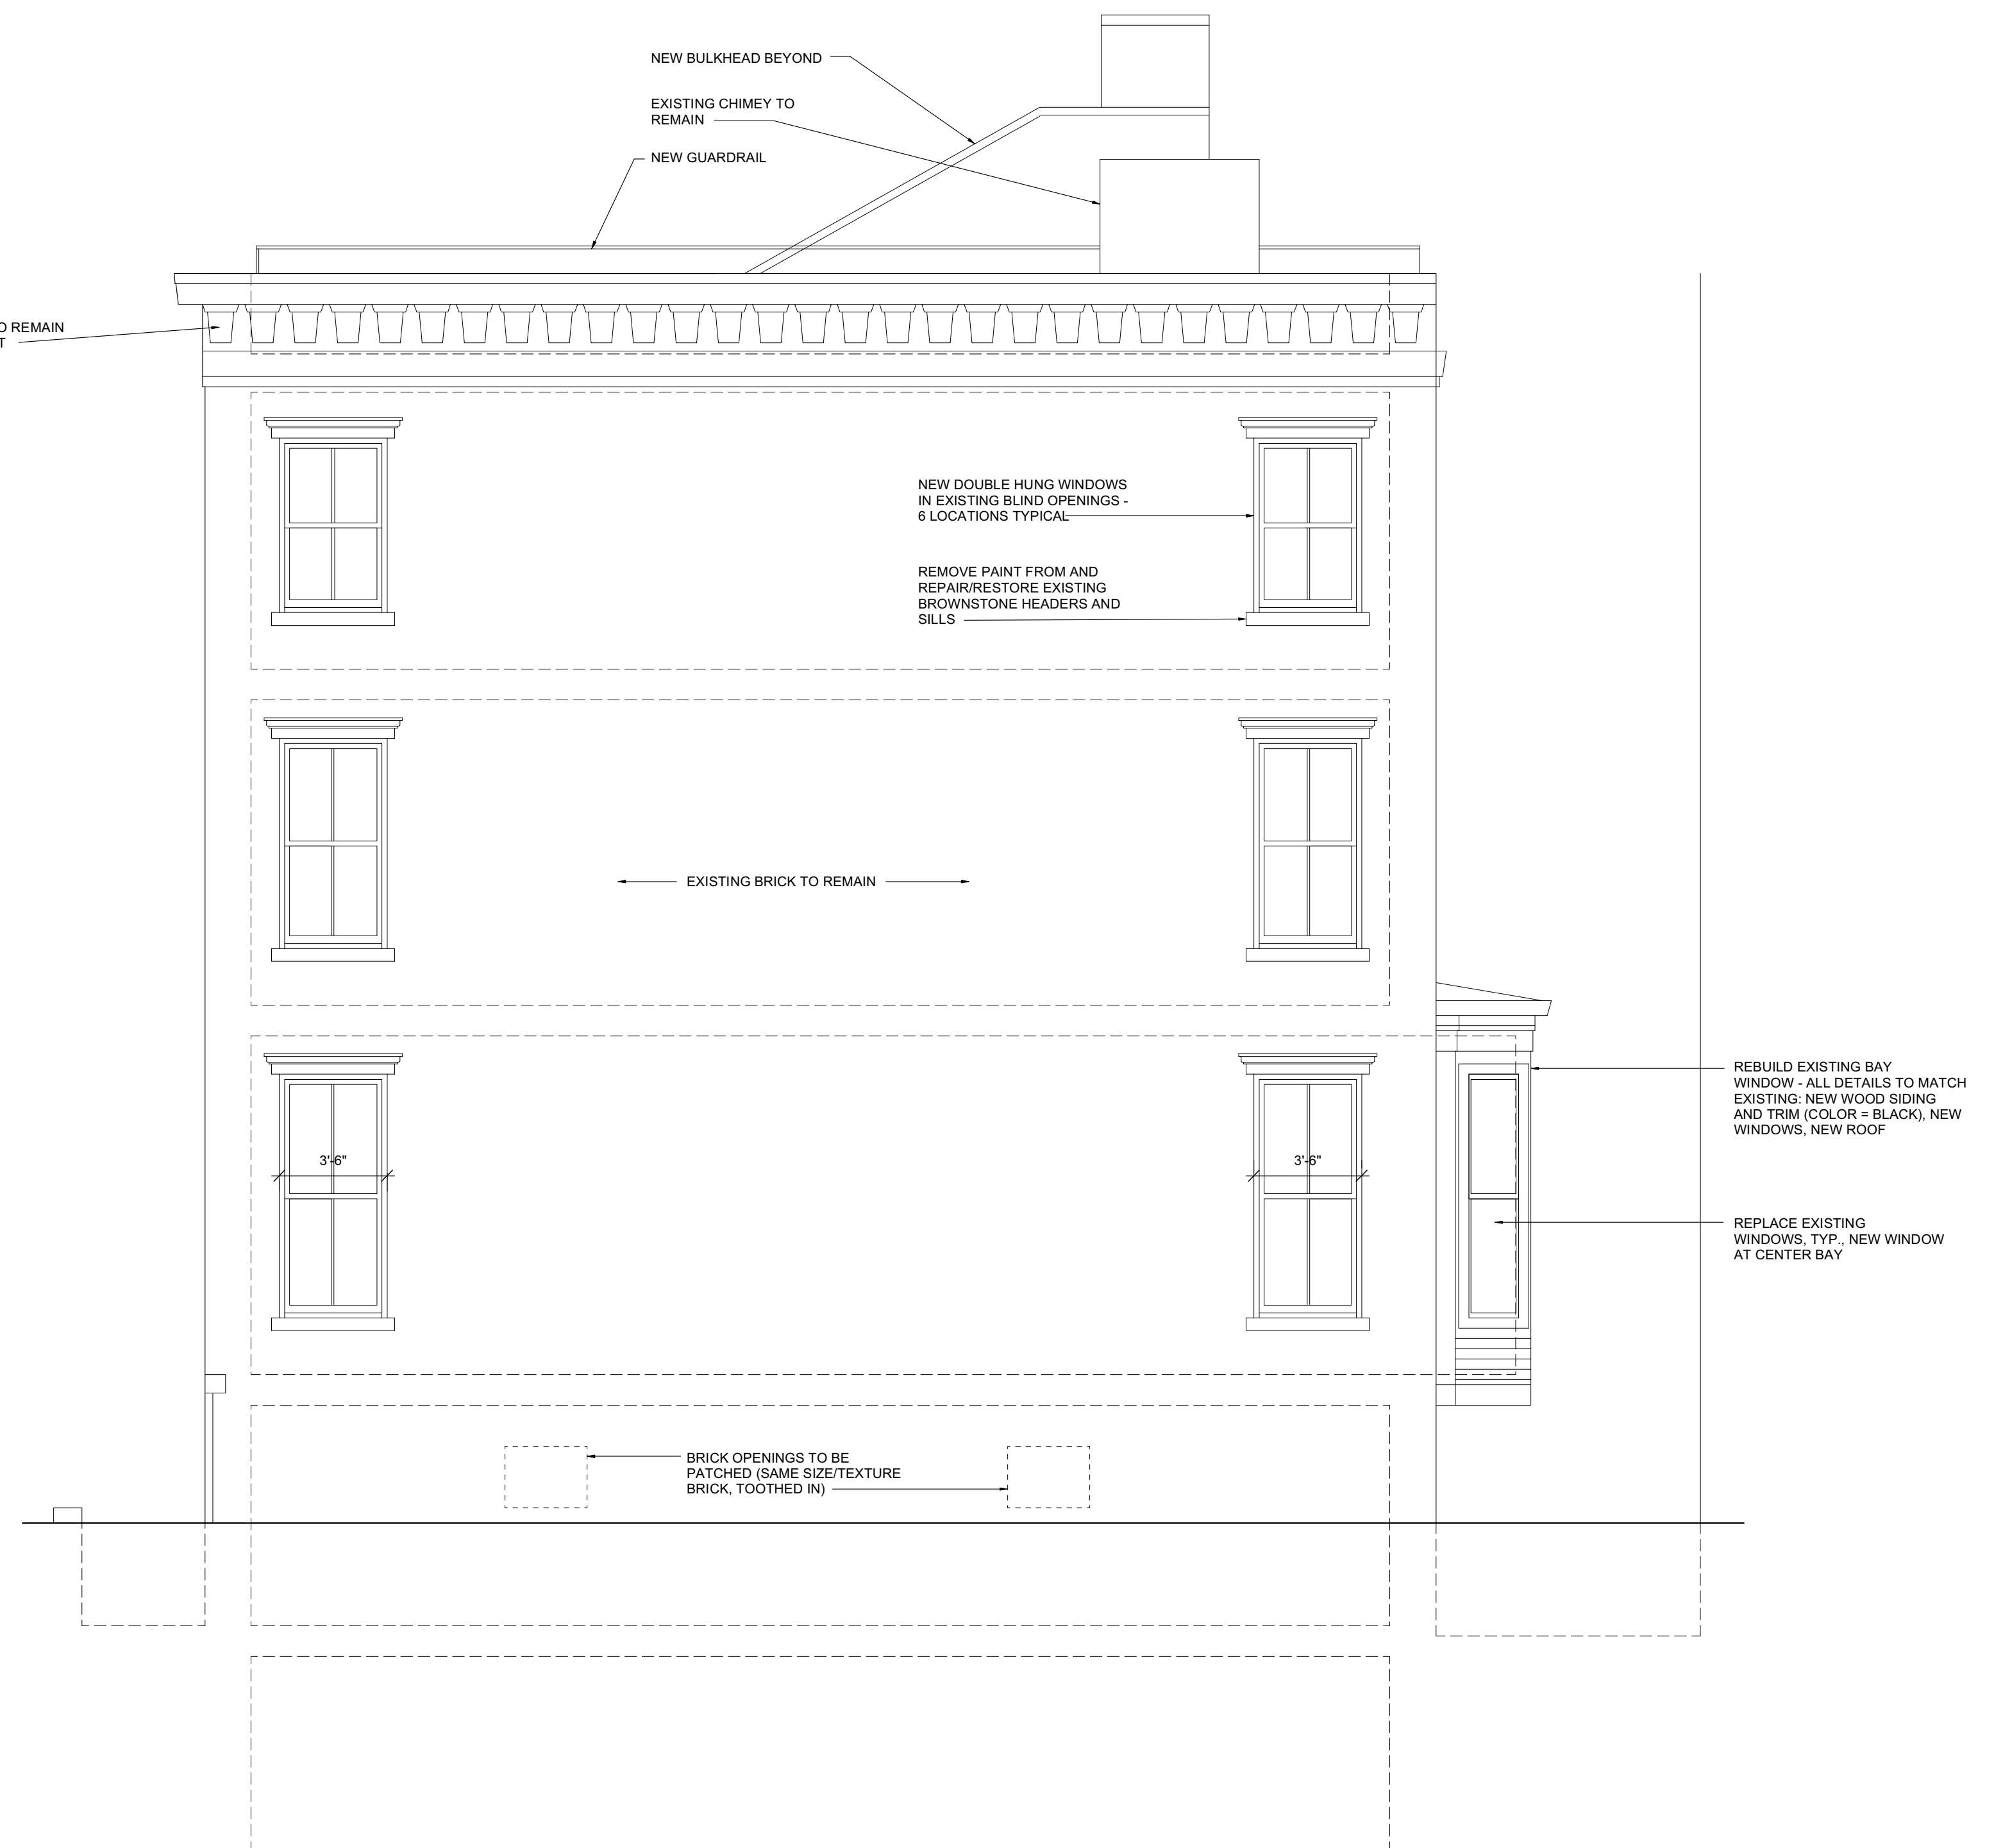 NEW BULKHEAD BEYOND
EXISTING CHIMEY TO
REMAIN
NEW GUARDRAIL
O REMAIN
T
NEW DOUBLE HUNG WINDOWS
IN EXISTING BLIND OPENINGS -
6 LOCATIONS TYPICAL
REMOVE PAINT FROM AND
REPAIR/RESTORE EXISTING
BROWNSTONE HEADERS AND
SILLS
EXISTING BRICK TO REMAIN
REBUILD EXISTING BAY
WINDOW - ALL DETAILS TO MATCH
EXISTING: NEW WOOD SIDING
AND TRIM (COLOR = BLACK), NEW
WINDOWS, NEW ROOF
3'-6"
3'-6"
REPLACE EXISTING
WINDOWS, TYP., NEW WINDOW
AT CENTER BAY
BRICK OPENINGS TO BE
PATCHED (SAME SIZE/TEXTURE
BRICK, TOOTHED IN)